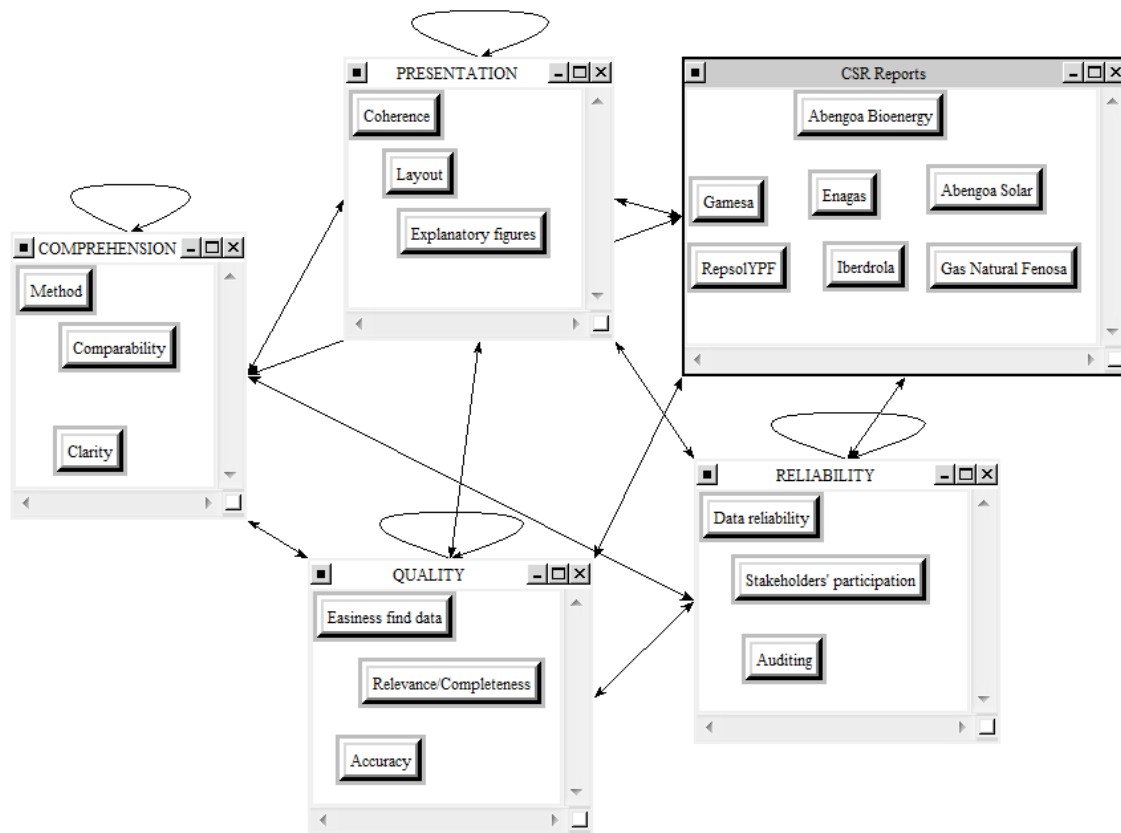 PRESENTATION
Coherence
Layout
Explanatory figures
CSR Reports
Abengoa Bioenergy
Gamesa
Enagas
Abengoa Solar
RepsolYPF
Iberdrola
Gas Natural Fenosa
COMPREHENSION
Method
Comparability
Clarity
QUALITY
Easiness find data
Relevance/Completeness
Accuracy
RELIABILITY
Data reliability
Stakeholders' participation
Auditing